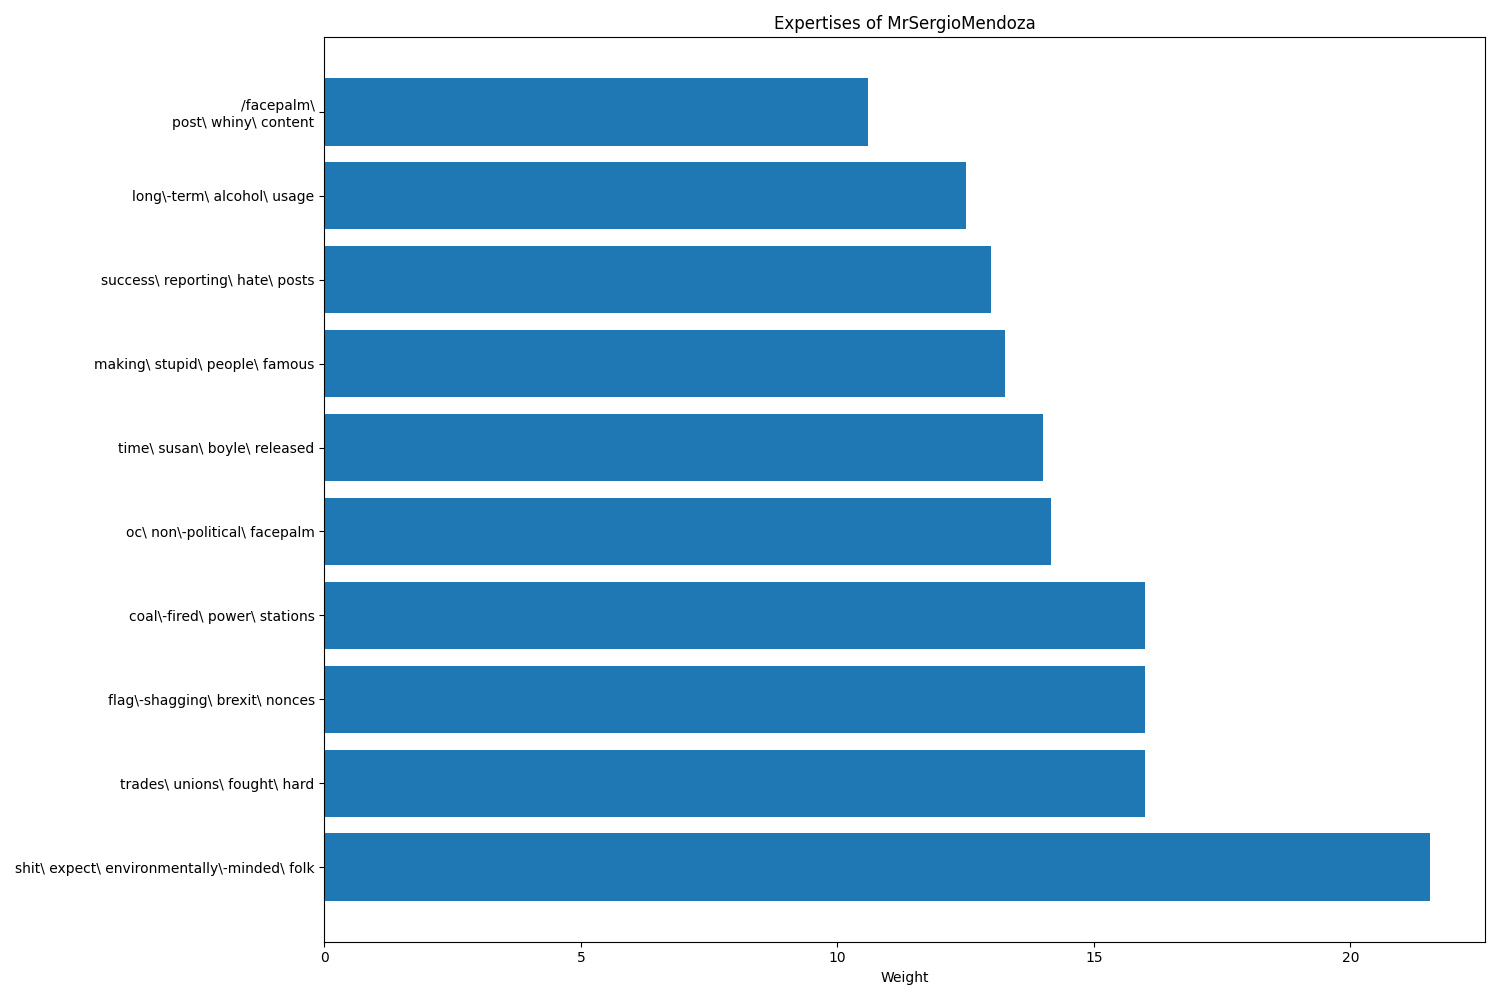 Expertises of MrSergioMendoza
/facepalm\
post\ whiny\ content
long\-term\ alcohol\ usage
success\ reporting\ hate\ posts
making\ stupid\ people\ famous
time\ susan\ boyle\ released
oc\ non\-political\ facepalm
coal\-fired\ power\ stations
flag\-shagging\ brexit\ nonces
trades\ unions\ fought\ hard
shit\ expect\ environmentally\-minded\ folk
0 5 10 15 20
Weight